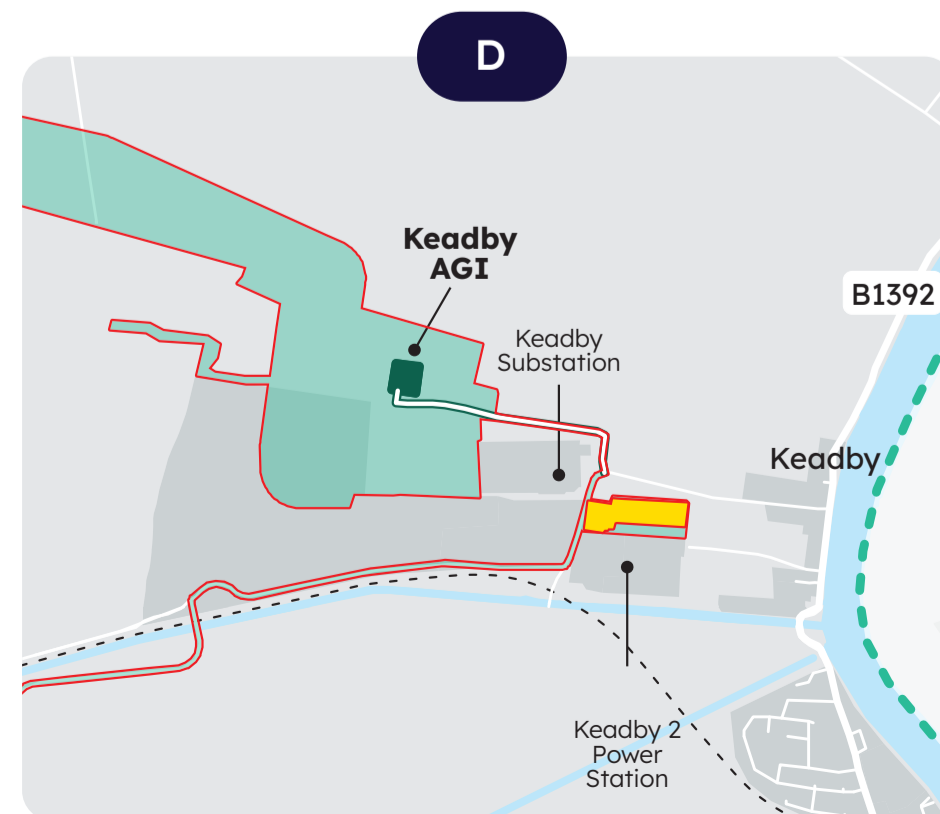 D
Keadby
AGI
B1392
Keadby
Substation
Keadby
Keadby 2
Power
Station